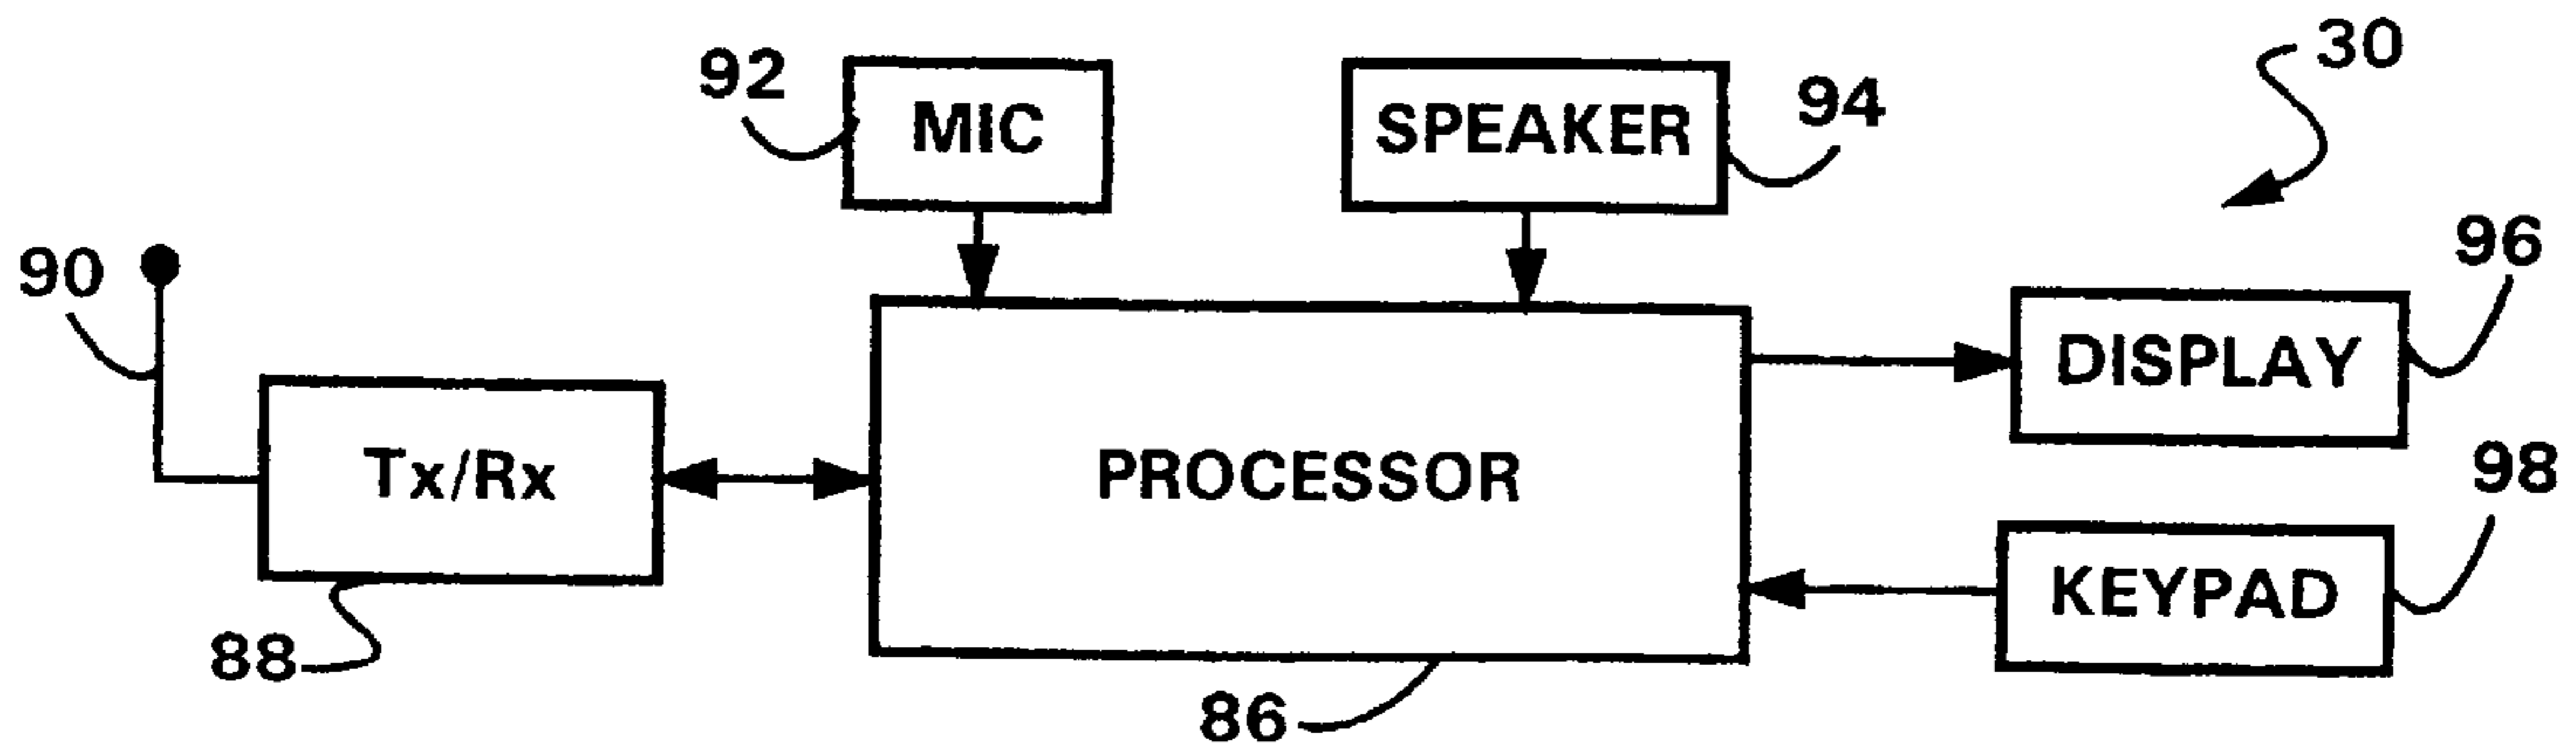 30
92
MIC
SPEAKER
94
90
96
DISPLAY
Tx/Rx
PROCESSOR
98
KEYPAD
88
86